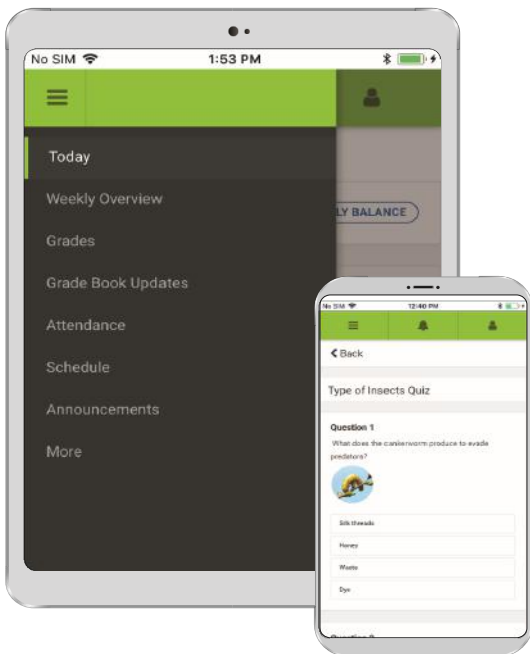 No SIM 1:53 PM
Today
LY BALANCE
Weekly Overview
Grades
Grade Book Updates
Attendance
Schedule
Announcements
More
No SIM 12:40 PM
Back
Type of Insects Quiz
Question 1
What does the cankerworm produce to evade
predators?
Silk threads
Honey
Waste
Dye